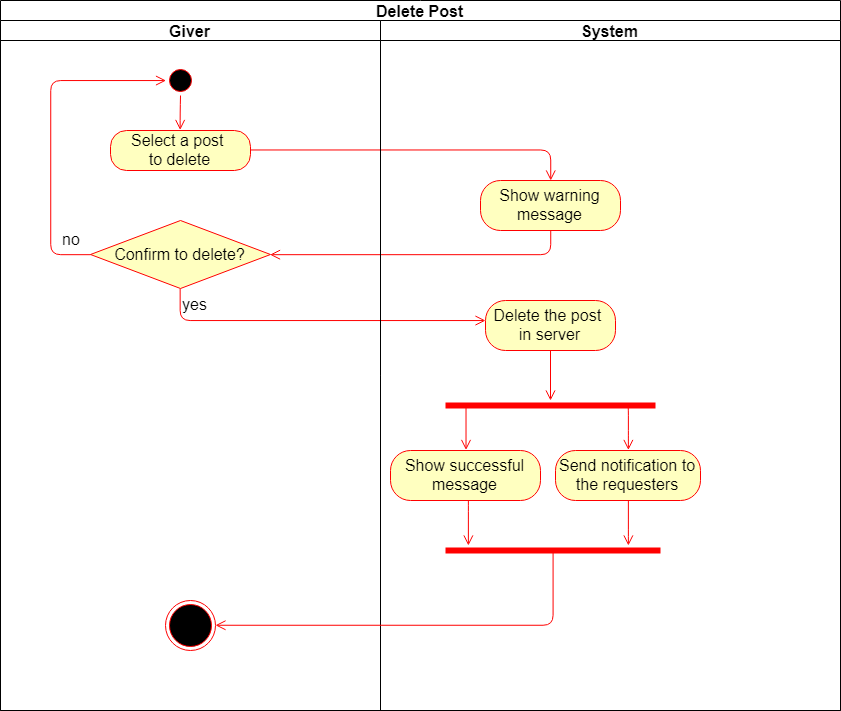 Delete Post
Giver
System
Select a post
to delete
Show warning
message
no
Confirm to delete?
yes
Delete the post
in server
Show successful
message
Send notification to
the requesters